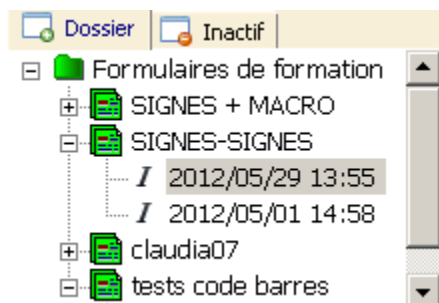 Dossier Inactif
Formulaires de formation
SIGNES + MACRO
SIGNES-SIGNES
I 2012/05/29 13:55
I 2012/05/01 14:58
claudia07
tests code barres